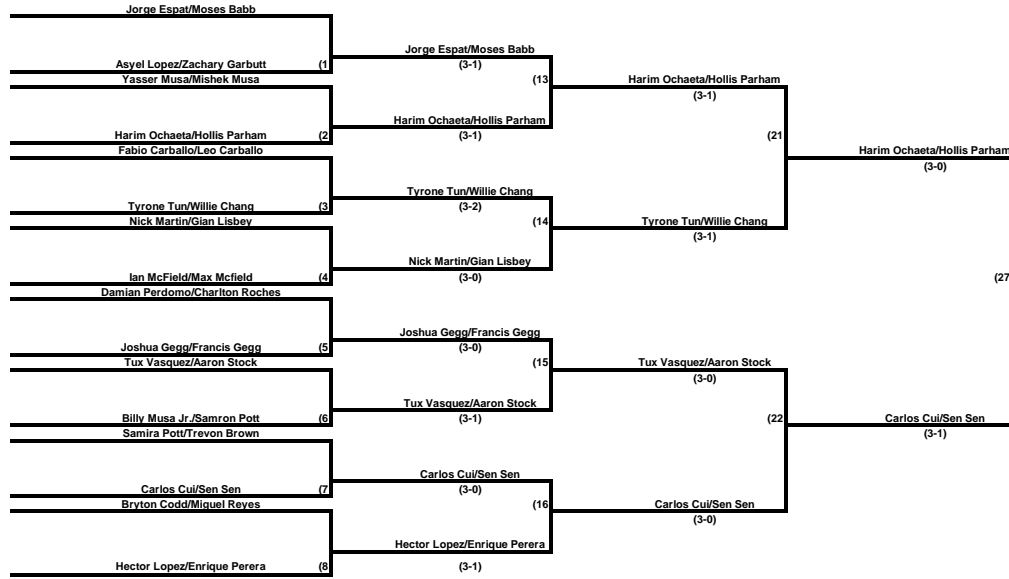 Jorge Espat/Moses Babb
Asyel Lopez/Zachary Garbutt (1
Yasser Musa/Mishek Musa
Harim Ochaeta/Hollis Parham (2
Fabio Carballo/Leo Carballo
Tyrone Tun/Willie Chang (3
Nick Martin/Gian Lisbey
Ian McField/Max Mcfield (4
Damian Perdomo/Charlton Roches
Joshua Gegg/Francis Gegg (5
Tux Vasquez/Aaron Stock
Billy Musa Jr./Samron Pott (6
Samira Pott/Trevon Brown
Carlos Cui/Sen Sen (7
Bryton Codd/Miguel Reyes
Hector Lopez/Enrique Perera (8
Jorge Espat/Moses Babb
(3-1)
(13
Harim Ochaeta/Hollis Parham
(3-1)
Tyrone Tun/Willie Chang
(3-2)
(14
Nick Martin/Gian Lisbey
(3-0)
Joshua Gegg/Francis Gegg
(3-0)
(15
Tux Vasquez/Aaron Stock
(3-1)
Carlos Cui/Sen Sen
(3-0)
(16
Hector Lopez/Enrique Perera
(3-1)
Harim Ochaeta/Hollis Parham
(3-1)
(21
Tyrone Tun/Willie Chang
(3-1)
Tux Vasquez/Aaron Stock
(3-0)
(22
Carlos Cui/Sen Sen
(3-0)
Harim Ochaeta/Hollis Parham
(3-0)
(27
Carlos Cui/Sen Sen
(3-1)